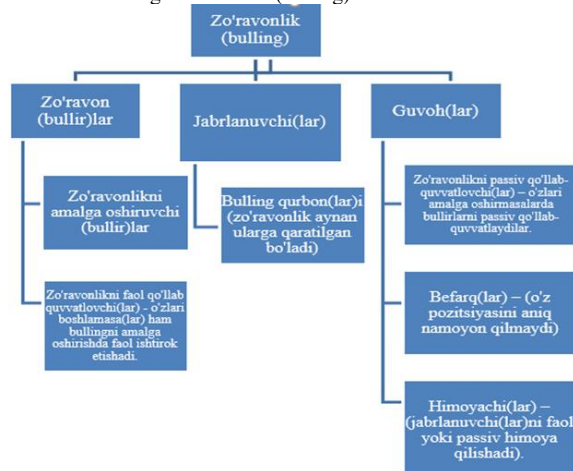 Zo'ravonlik
(bulling)
Zo'ravon
(bullir)lar
Jabrlanuvchi(lar)
Guvoh(lar)
Zo'ravonlikni
amalga oshiruvchi
(bullir)lar
Zo'ravonlikni faol qo'llab
quvvatlovchi(lar) - o'zlari
boshlamasa(lar) ham
bullingni amalga
oshirishda faol ishtirok
etishadi.
Bulling qurbon(lar)i
(zo'ravonlik aynan
ularga qaratilgan
bo'ladi)
Zo'ravonlikni passiv qo'llab-
quvvatlovchi(lar) – o'zlari
amalga oshirmasalarda
bullirlarni passiv qo'llab-
quvvatlaydilar.
Befarq(lar) – (o'z
pozitsiyasini aniq
namoyon qilmaydi)
Himoyachi(lar) –
(jabrlanuvchi(lar)ni faol
yoki passiv himoya
qilishadi).